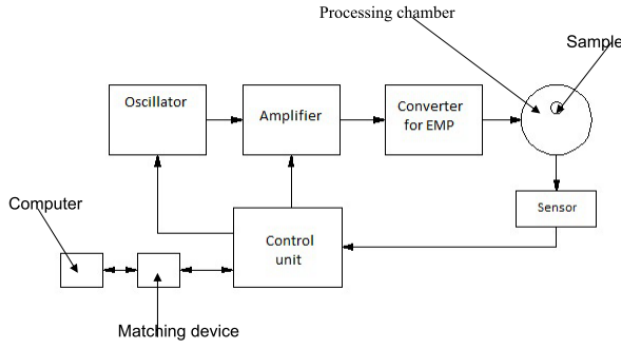 Processing chamber
Sample
Oscillator
Amplifier
Converter
for EMP
Sensor
Computer
Control
unit
Matching device